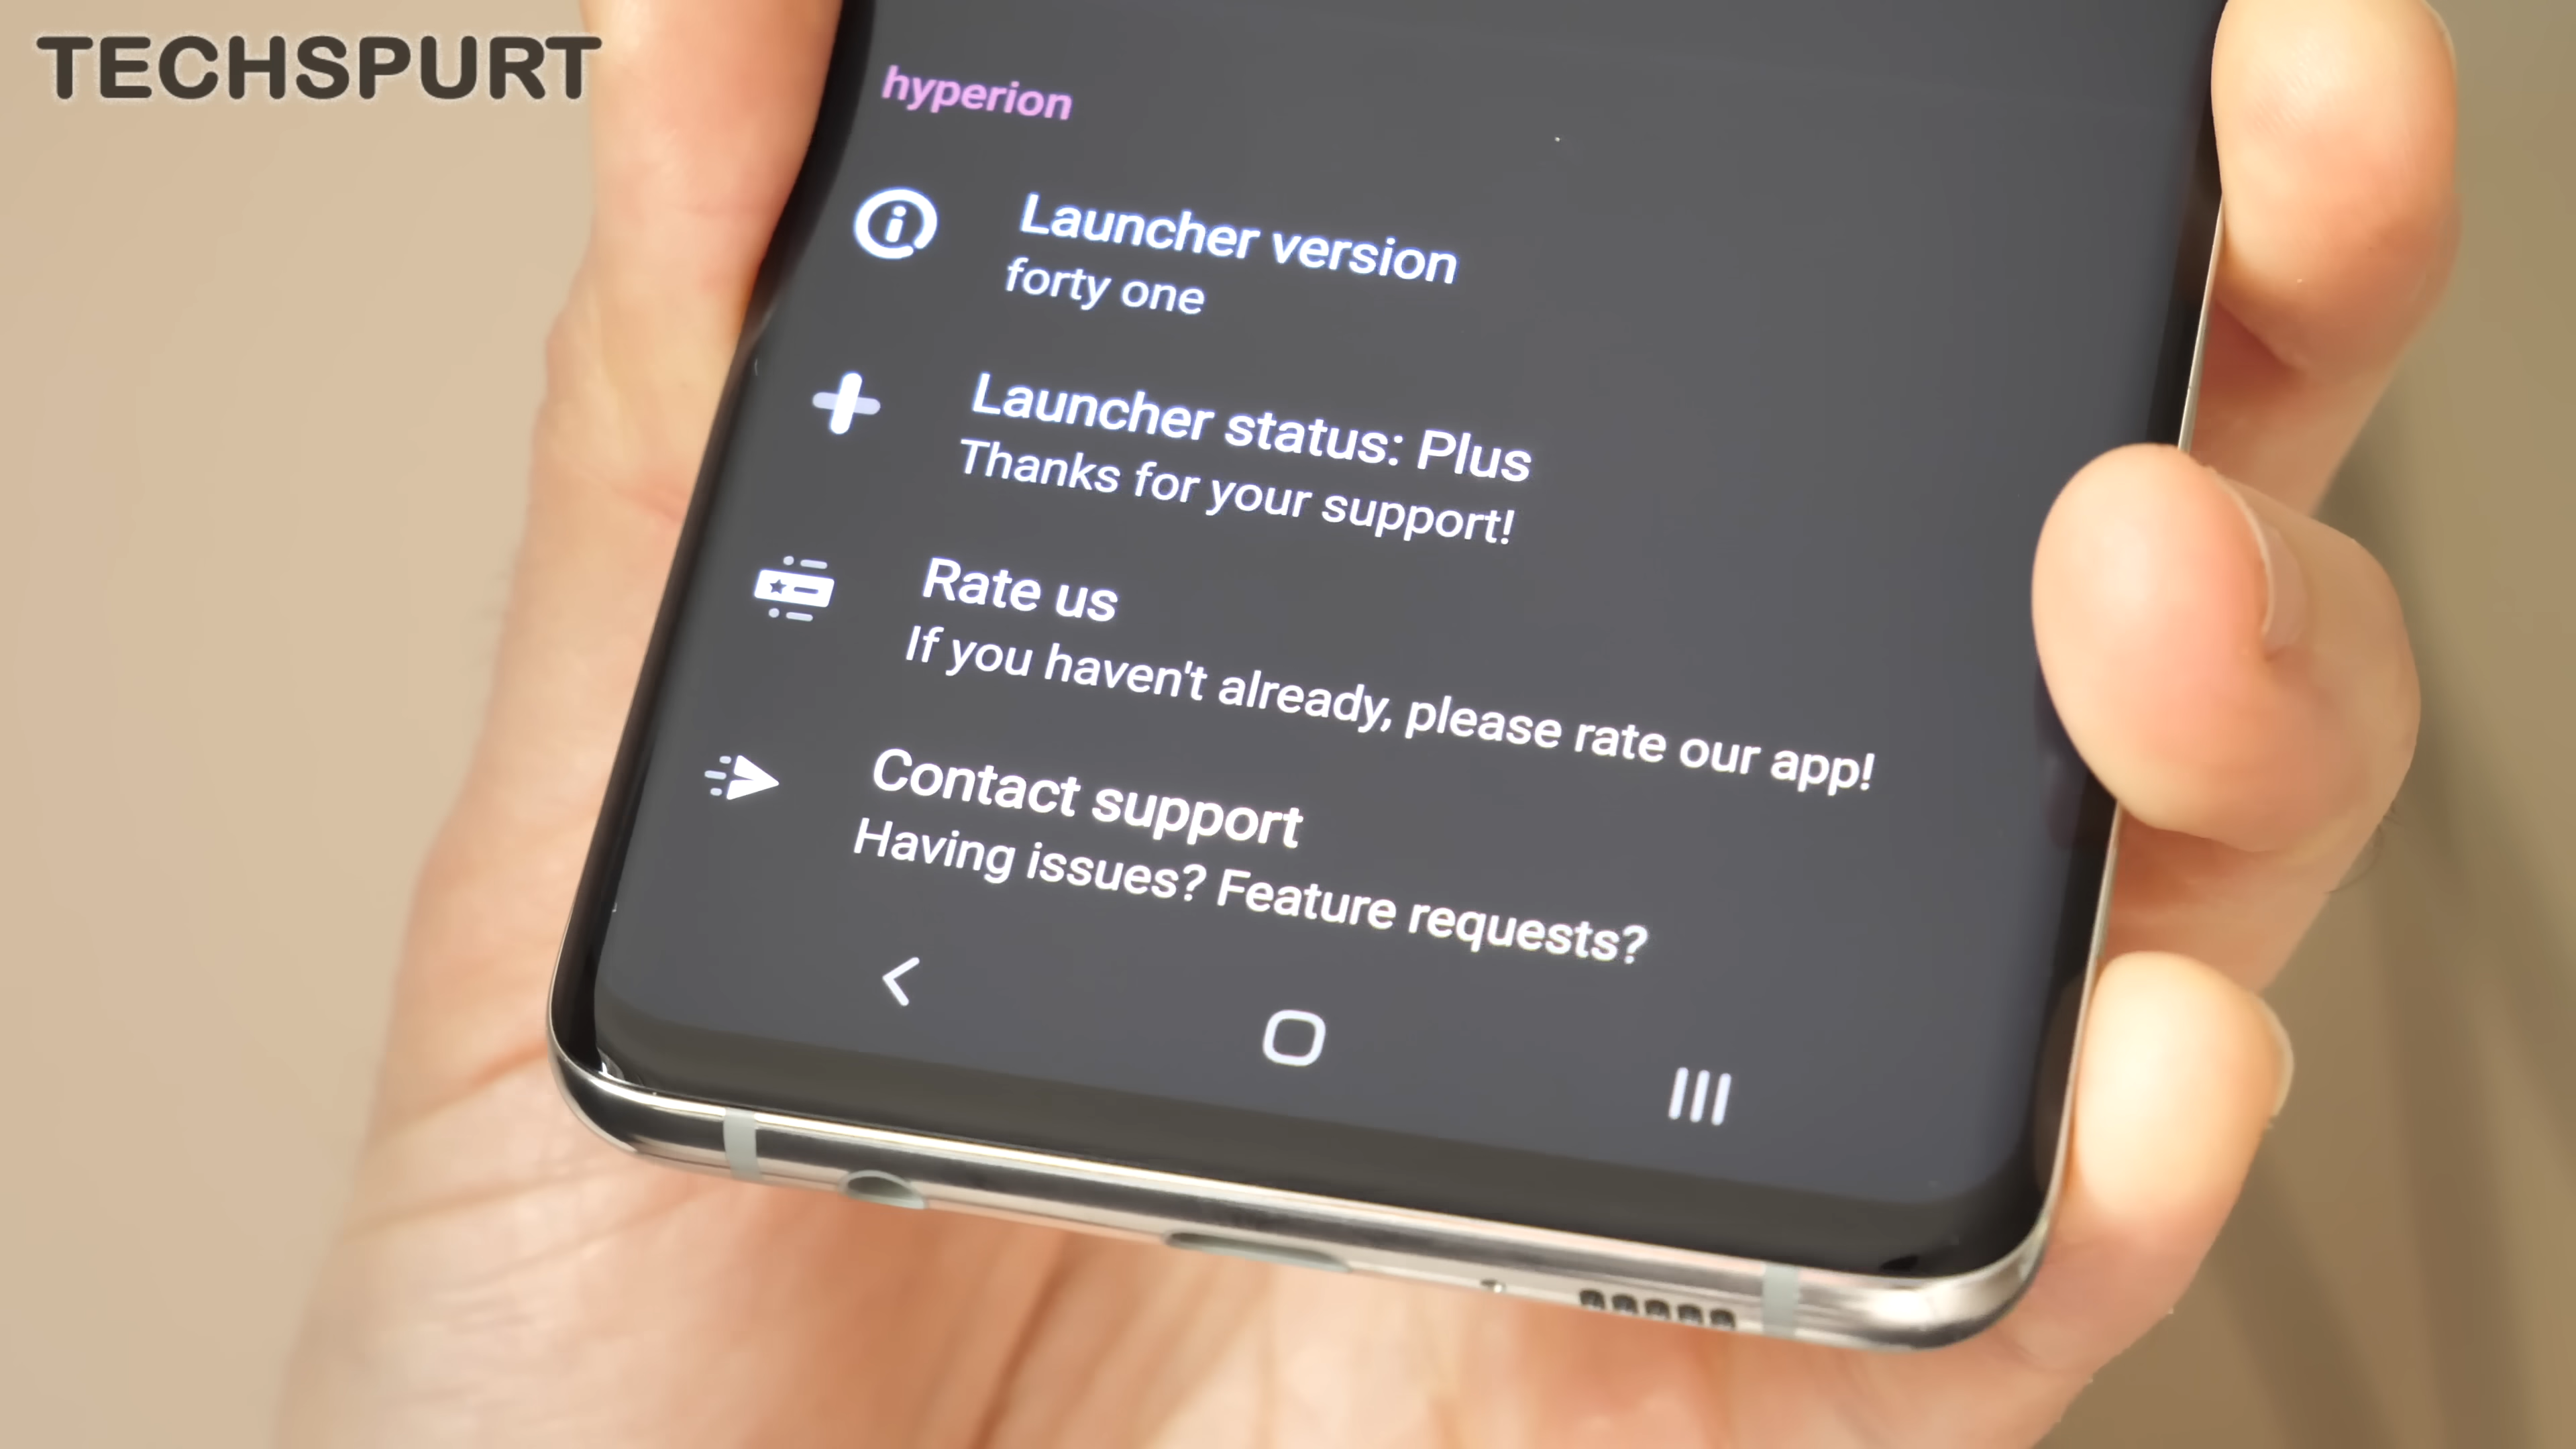 TECHSPURT
hyperion
Launcher version
forty one
Launcher status: Plus
Thanks for your support!
Rate us
If you haven't already, please rate our app!
Contact support
Having issues? Feature requests?